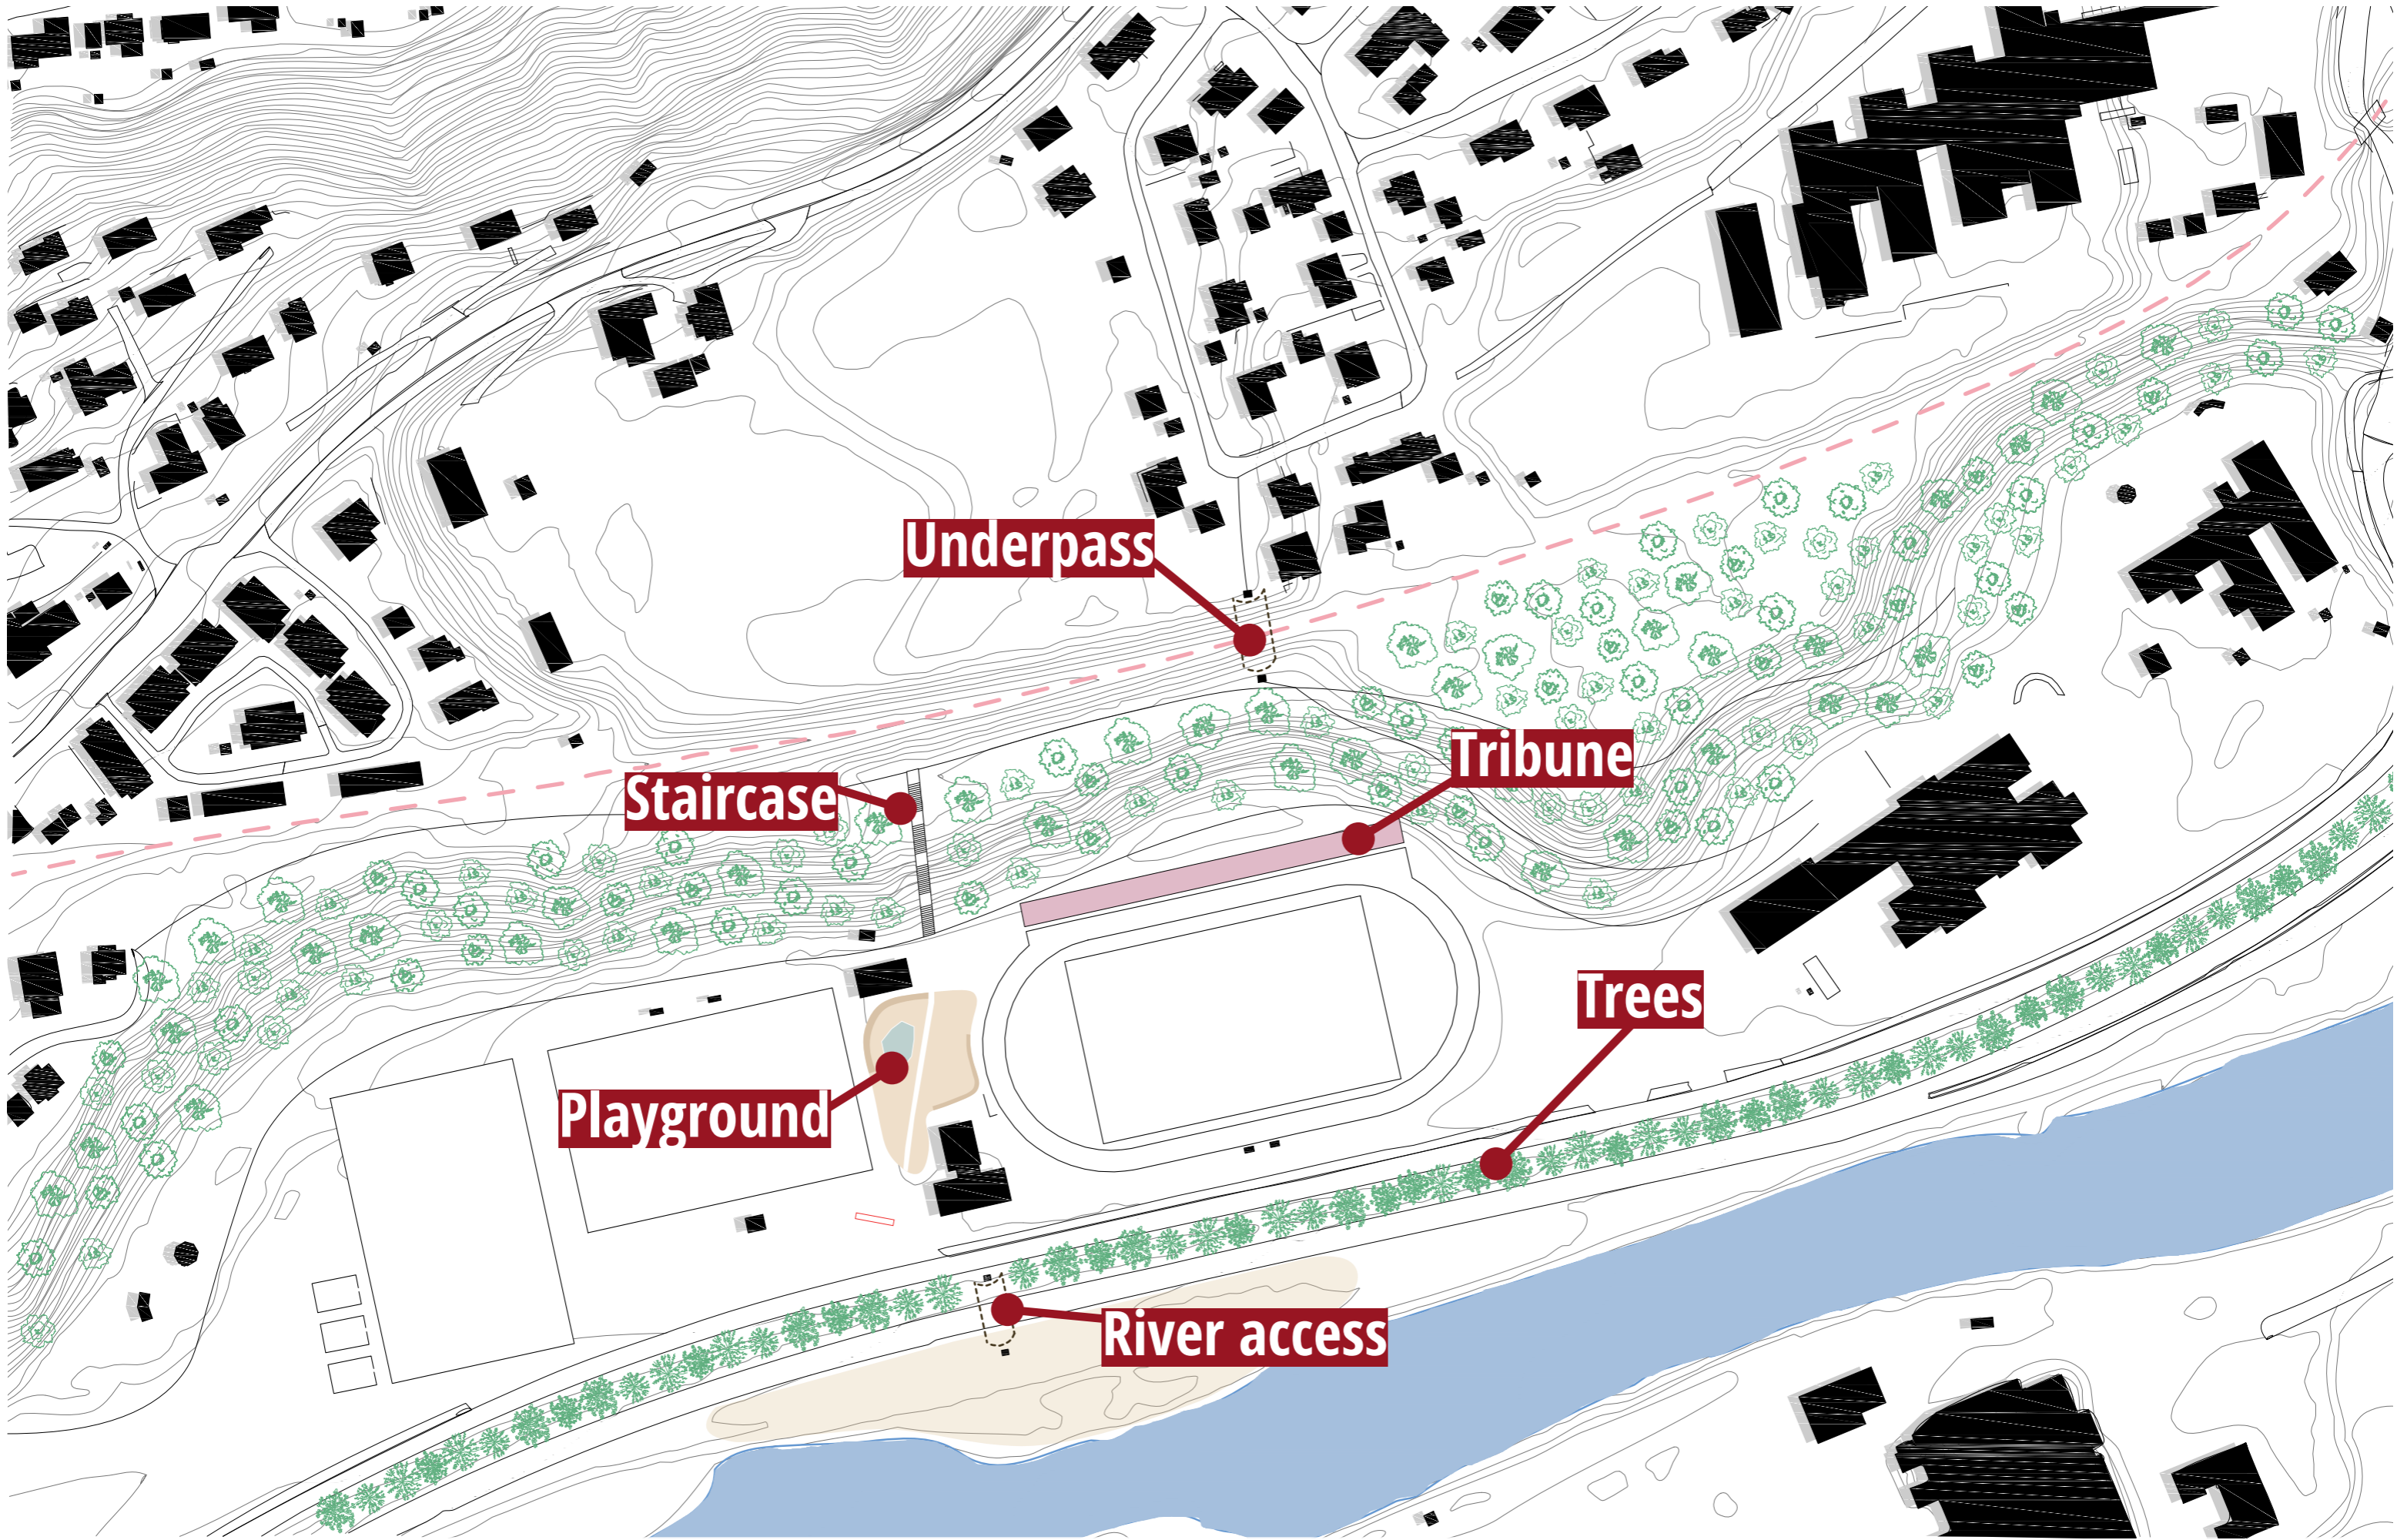 Underpass
Tribune
Staircase
Trees
Playground
River access